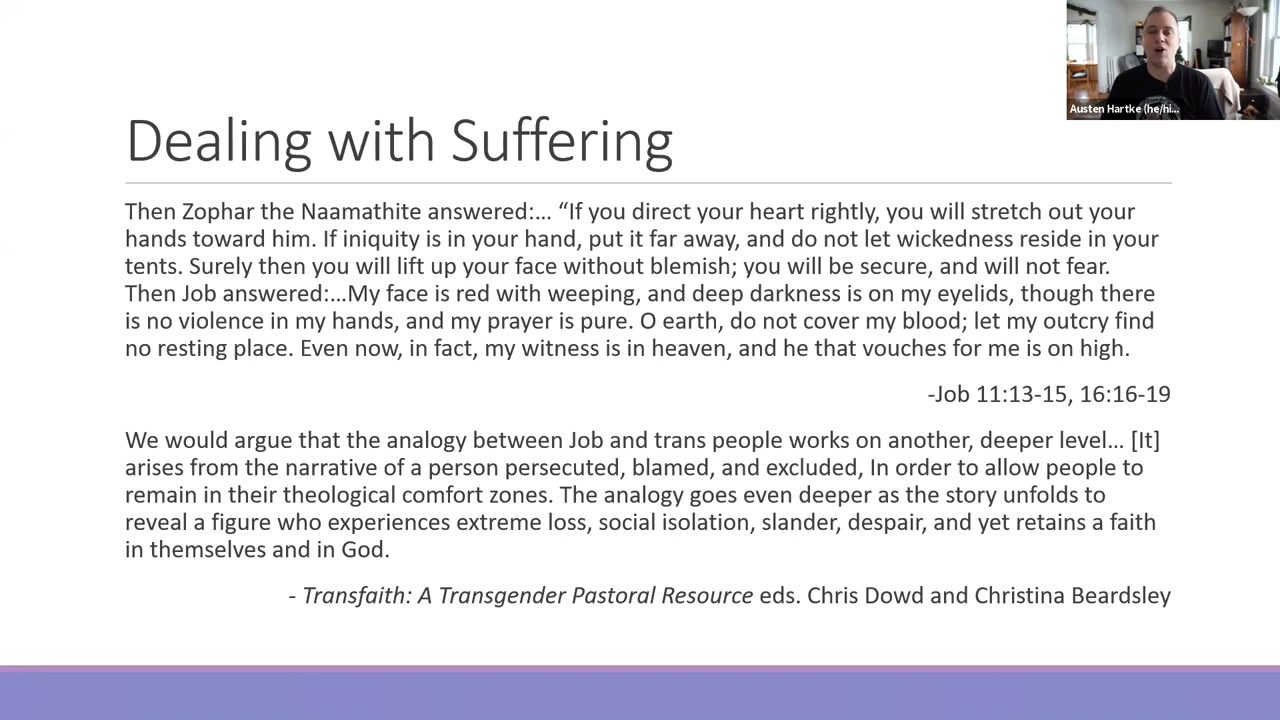 Austen Hartke (he/hi...
Dealing with Suffering
Then Zophar the Naamathite answered:… “If you direct your heart rightly, you will stretch out your
hands toward him. If iniquity is in your hand, put it far away, and do not let wickedness reside in your
tents. Surely then you will lift up your face without blemish; you will be secure, and will not fear.
Then Job answered:…My face is red with weeping, and deep darkness is on my eyelids, though there
is no violence in my hands, and my prayer is pure. O earth, do not cover my blood; let my outcry find
no resting place. Even now, in fact, my witness is in heaven, and he that vouches for me is on high.
-Job 11:13-15, 16:16-19
We would argue that the analogy between Job and trans people works on another, deeper level… [It]
arises from the narrative of a person persecuted, blamed, and excluded, In order to allow people to
remain in their theological comfort zones. The analogy goes even deeper as the story unfolds to
reveal a figure who experiences extreme loss, social isolation, slander, despair, and yet retains a faith
in themselves and in God.
- Transfaith: A Transgender Pastoral Resource eds. Chris Dowd and Christina Beardsley